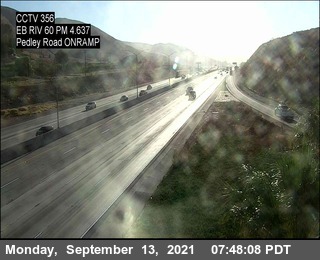 CCTV 356
EB RIV 60 PM 4.637
Pedley Road ONRAMP
Monday, September 13, 2021 07:48:08 PDT